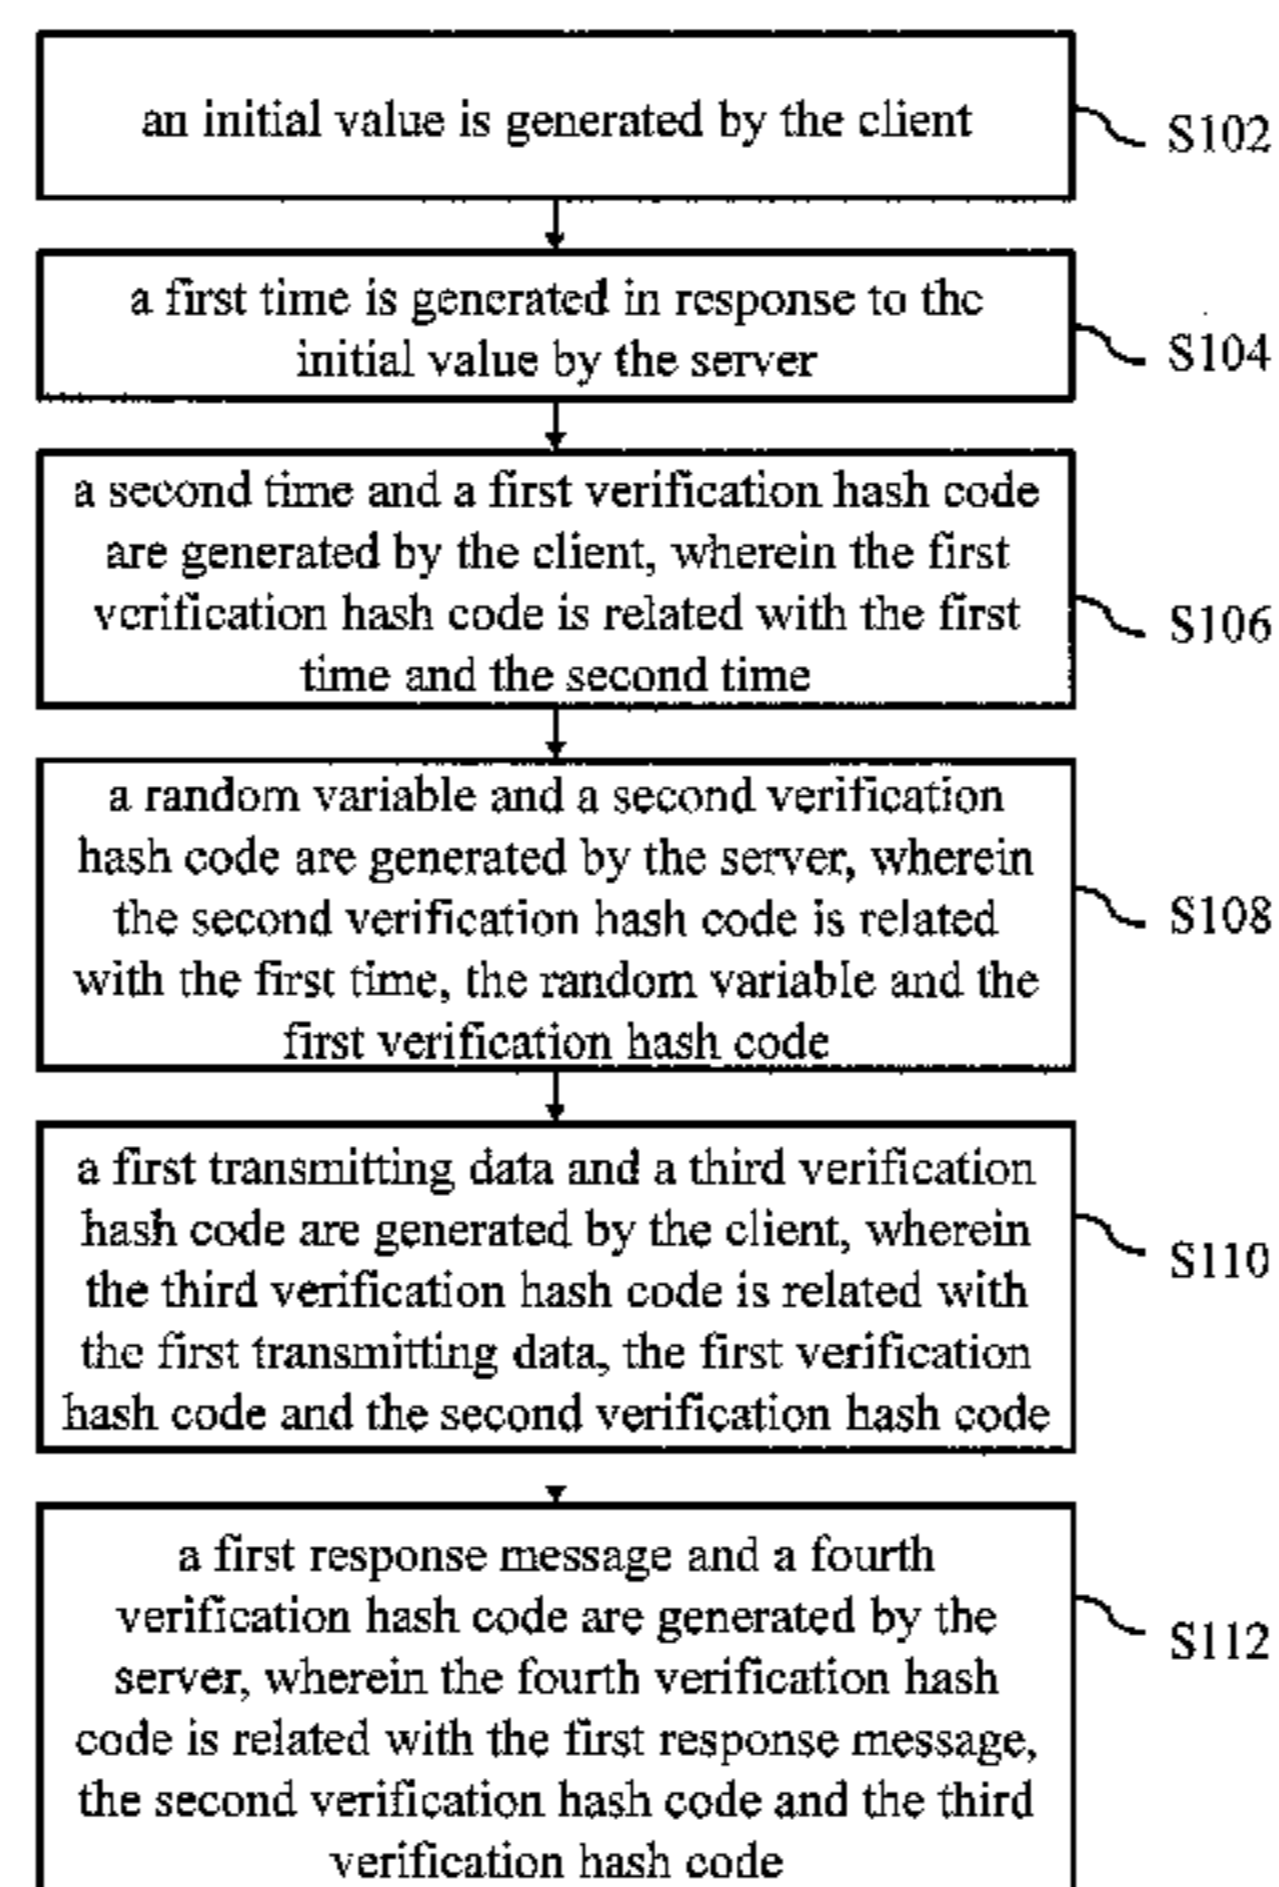 an initial value is generated by the client
S102
a first time is generated in response to the
initial value by the server
S104
a second time and a first verification hash code
are generated by the client, wherein the first
verification hash code is related with the first
time and the second time
S106
a random variable and a second verification
hash code are generated by the server, wherein
the second verification hash code is related
with the first time, the random variable and the
first verification hash code
S108
a first transmitting data and a third verification
hash code are generated by the client, wherein
the third verification hash code is related with
the first transmitting data, the first verification
hash code and the second verification hash code
S110
a first response message and a fourth
verification hash code are generated by the
server, wherein the fourth verification hash
code is related with the first response message,
the second verification hash code and the third
verification hash code
S112